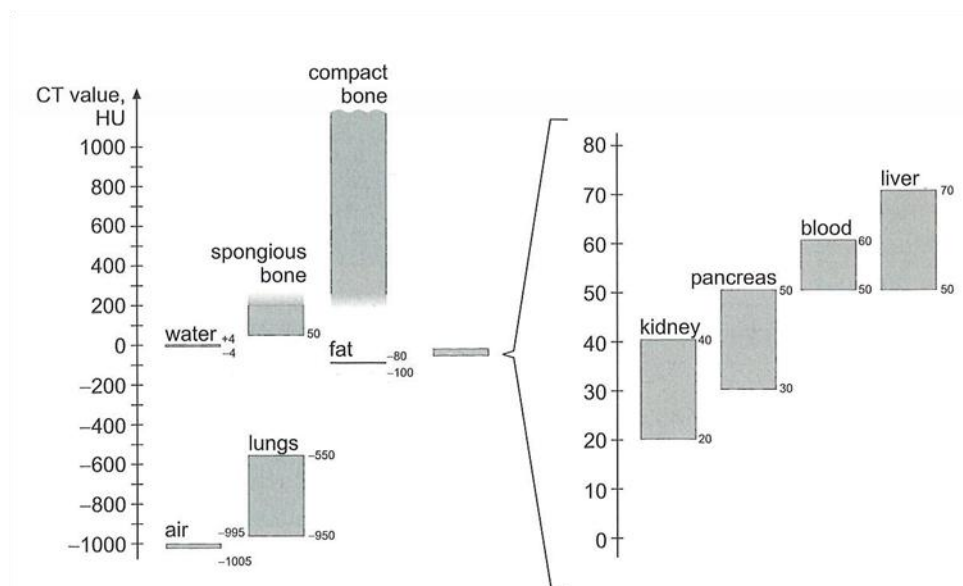 CT value,
HU
1000
800
600
400
200
0
−200
−400
−600
−800
−1000
compact
bone
spongious
bone
50
water +4
−4
fat
−80
−100
lungs
−550
−950
air
−995
−1005
80
70
60
50
40
30
20
10
0
liver
70
50
blood
60
50
pancreas
50
30
kidney
40
20